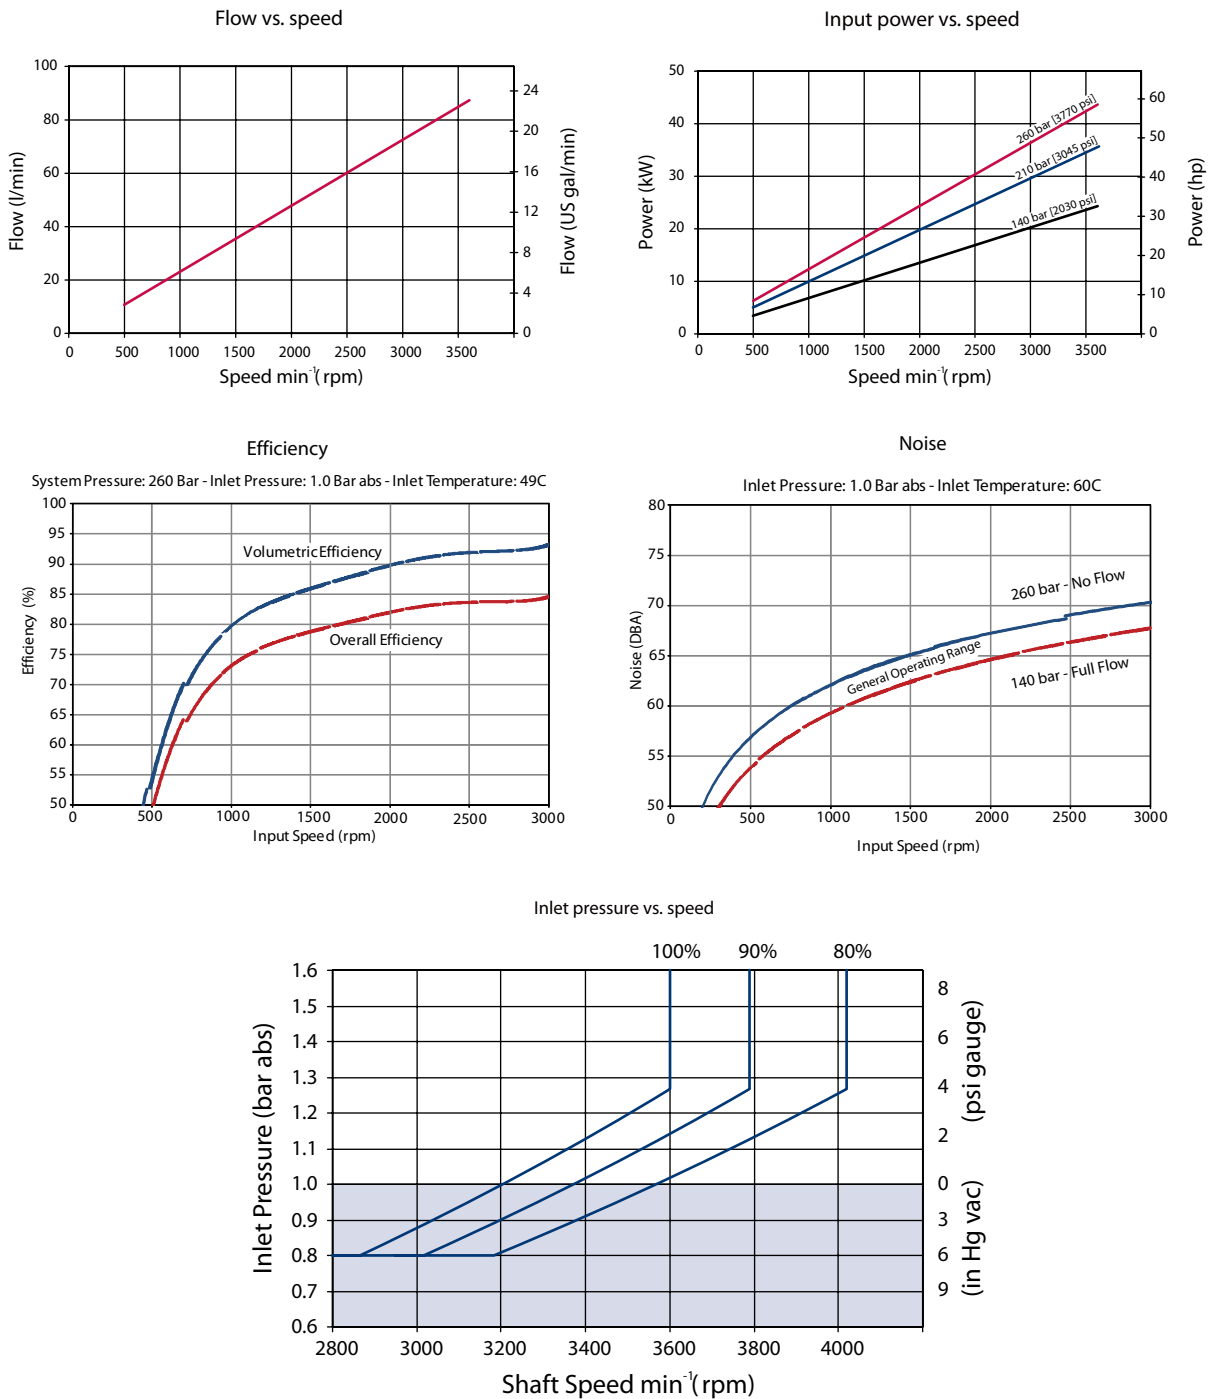 Flow vs. speed
Input power vs. speed
100
80
60
40
20
0
Flow (l/min)
24
20
16
12
8
4
0
Flow (US gal/min)
0 500 1000 1500 2000 2500 3000 3500
Speed min⁻¹( rpm)
50
40
30
20
10
0
Power (kW)
260 bar [3770 psi]
210 bar [3045 psi]
140 bar [2030 psi]
60
50
40
30
20
10
0
Power (hp)
0 500 1000 1500 2000 2500 3000 3500
Speed min⁻¹( rpm)
Efficiency
System Pressure: 260 Bar - Inlet Pressure: 1.0 Bar abs - Inlet Temperature: 49C
100
95
90
85
80
75
70
65
60
55
50
Efficiency (%)
Volumetric Efficiency
Overall Efficiency
0 500 1000 1500 2000 2500 3000
Input Speed (rpm)
Noise
Inlet Pressure: 1.0 Bar abs - Inlet Temperature: 60C
80
75
70
65
60
55
50
Noise (DBA)
260 bar - No Flow
General Operating Range
140 bar - Full Flow
0 500 1000 1500 2000 2500 3000
Input Speed (rpm)
Inlet pressure vs. speed
100% 90% 80%
1.6
1.5
1.4
1.3
1.2
1.1
1.0
0.9
0.8
0.7
0.6
Inlet Pressure (bar abs)
8
6
4
2
0
3
6
9
(psi gauge)
(in Hg vac)
2800 3000 3200 3400 3600 3800 4000
Shaft Speed min⁻¹( rpm)